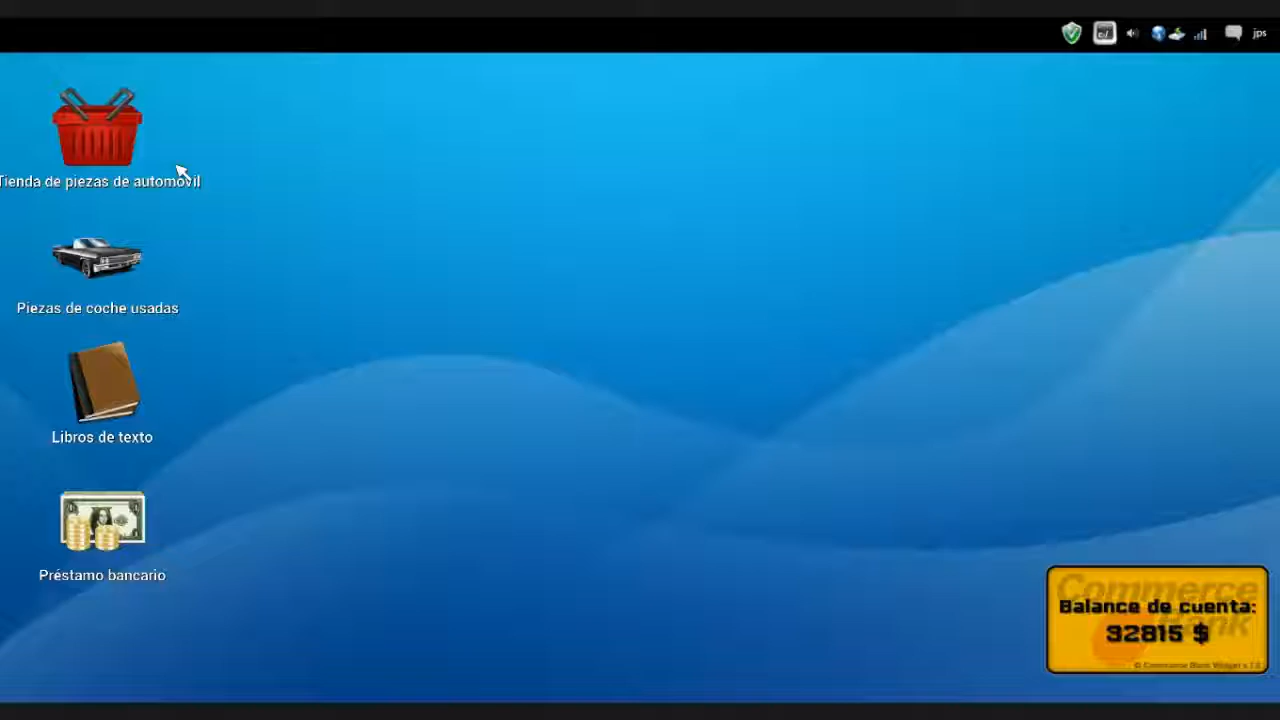 jps
Tienda de piezas de automóvil
Piezas de coche usadas
Libros de texto
Préstamo bancario
Commerce
Bank
Balance de cuenta:
32815 $